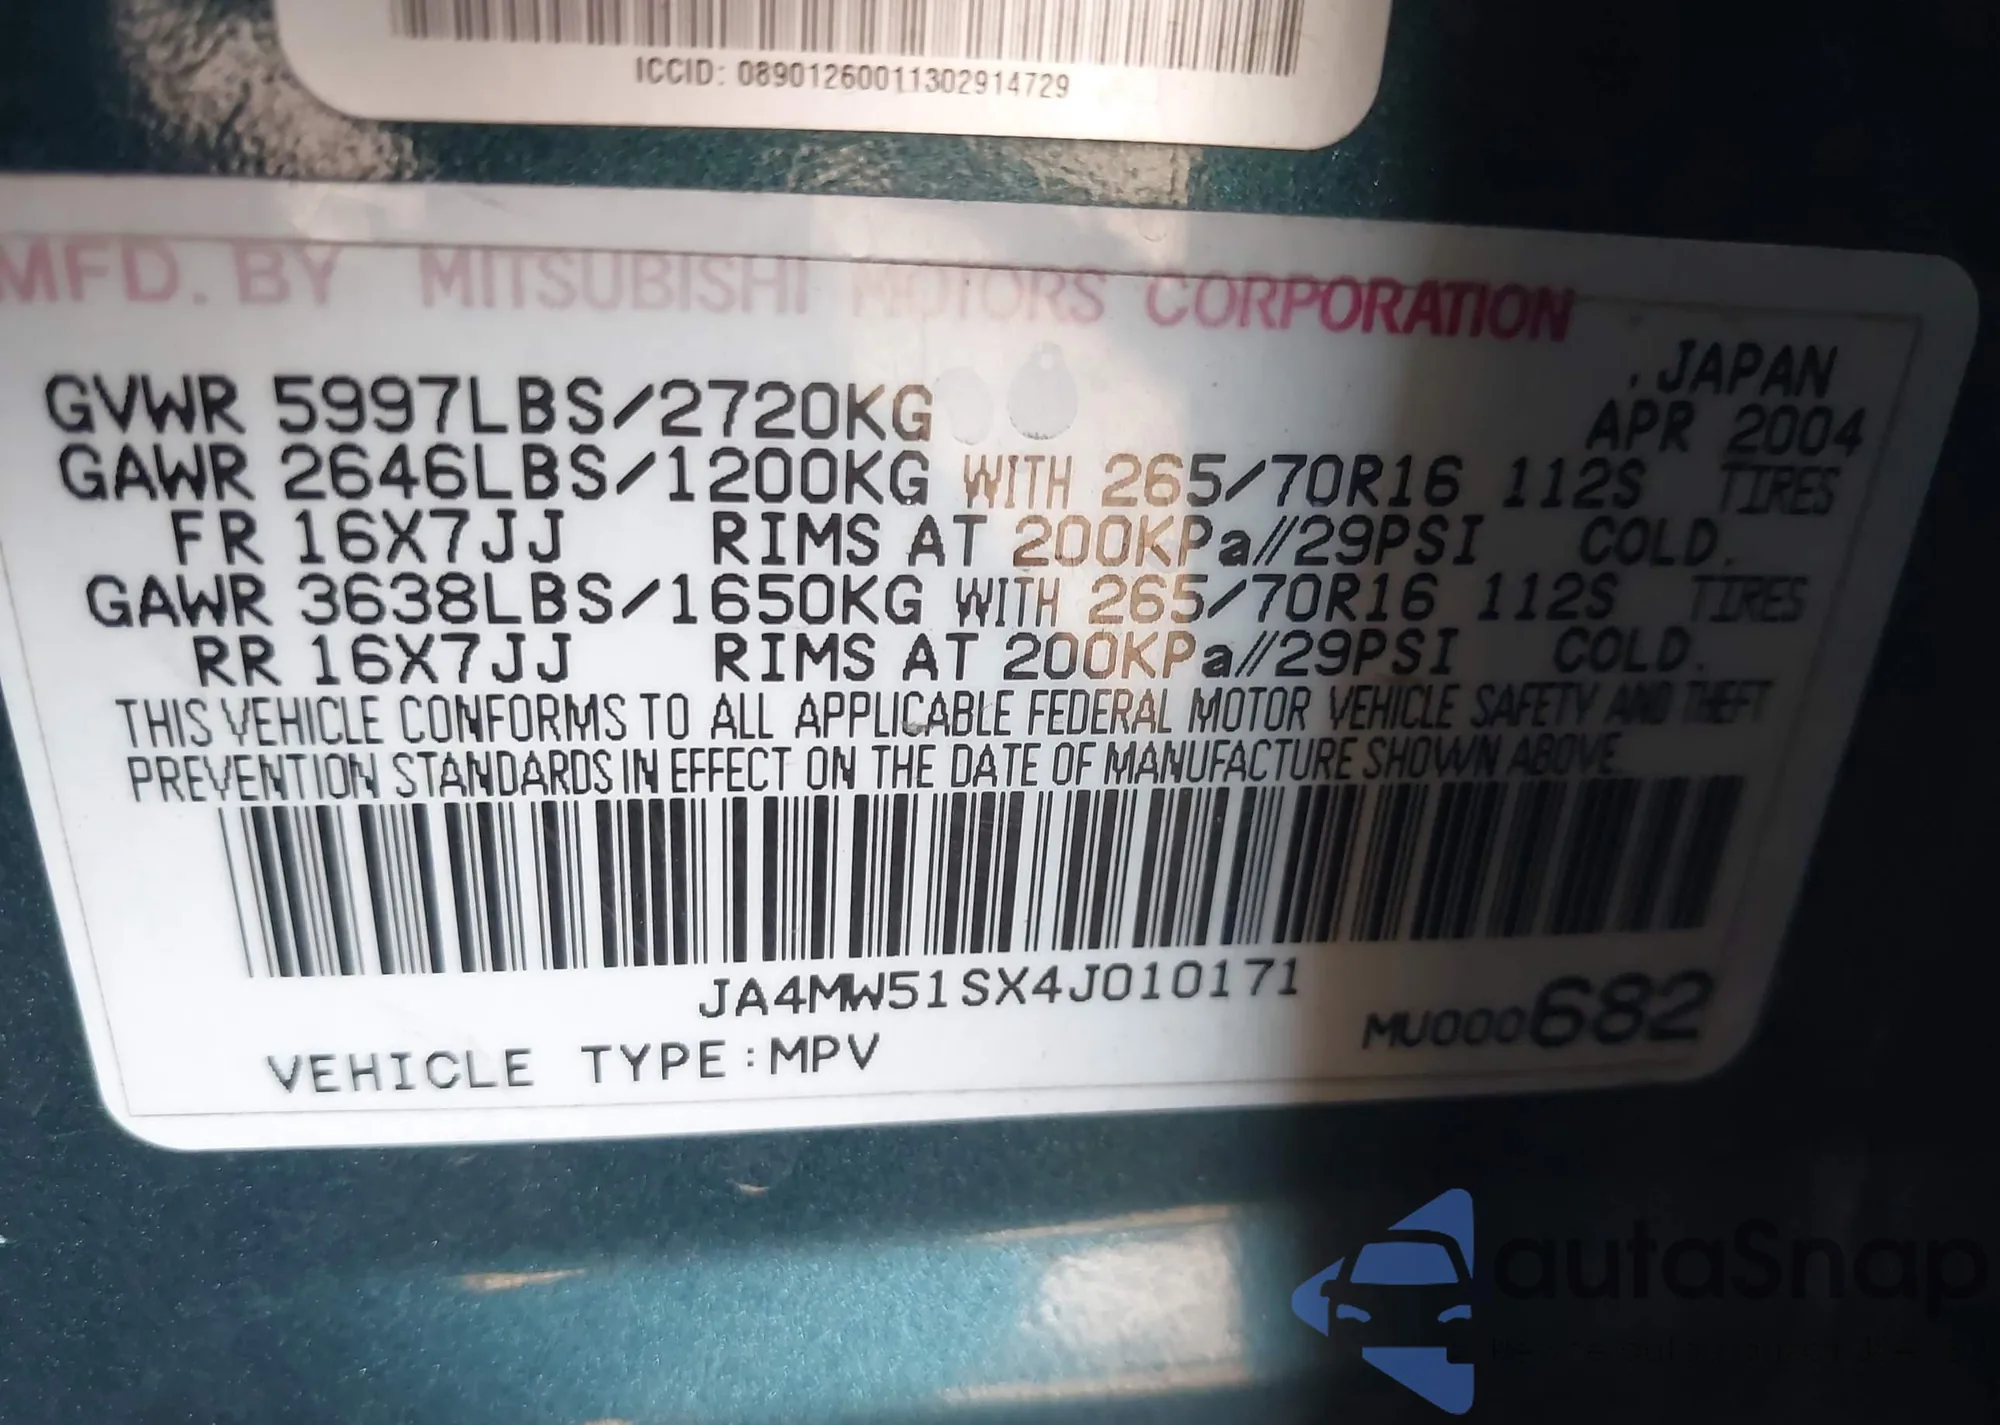 ICCID: 08901260011302914729
MFD. BY MITSUBISHI MOTORS CORPORATION
, JAPAN
GVWR 5997LBS/2720KG APR 2004
GAWR 2646LBS/1200KG WITH 265/70R16 112S TIRES
FR 16X7JJ RIMS AT 200KPa//29PSI COLD.
GAWR 3638LBS/1650KG WITH 265/70R16 112S TIRES
RR 16X7JJ RIMS AT 200KPa//29PSI COLD.
THIS VEHICLE CONFORMS TO ALL APPLICABLE FEDERAL MOTOR VEHICLE SAFETY AND THEFT
PREVENTION STANDARDS IN EFFECT ON THE DATE OF MANUFACTURE SHOWN ABOVE.
JA4MW51SX4J010171
MU000682
VEHICLE TYPE:MPV
autoSnap